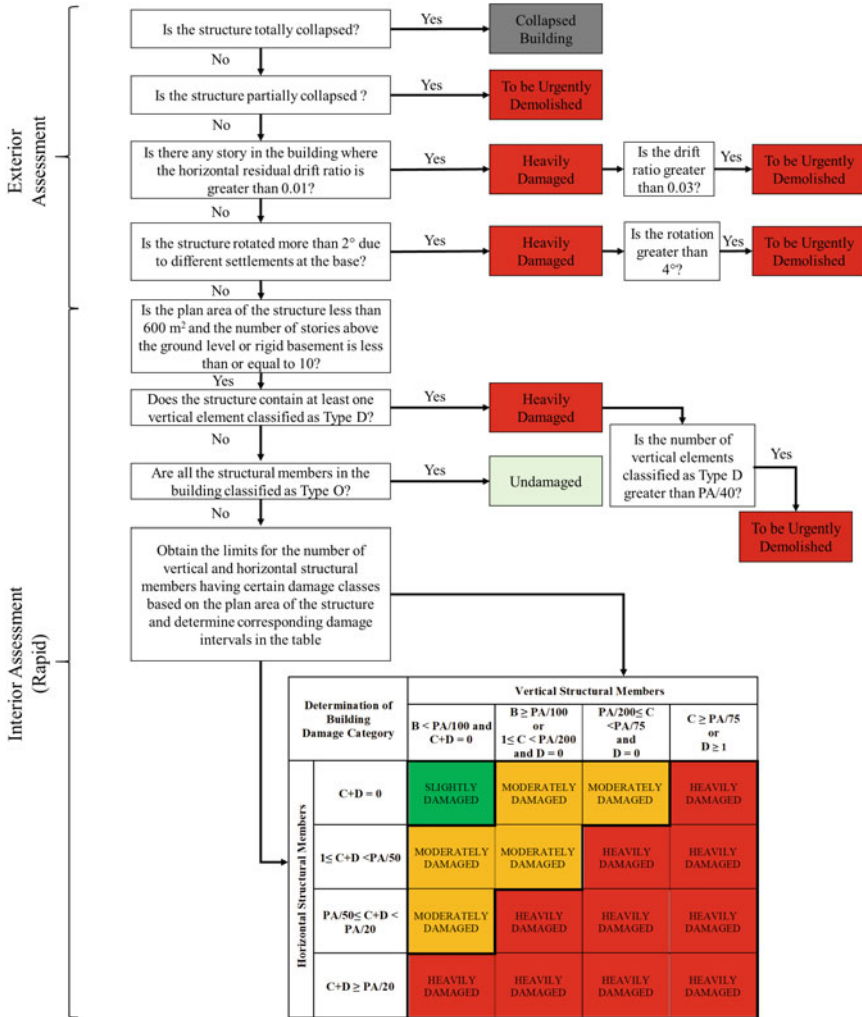 Exterior
Assessment
Is the structure totally collapsed?
Yes
Collapsed
Building
No
Is the structure partially collapsed ?
Yes
To be Urgently
Demolished
No
Is there any story in the building where
the horizontal residual drift ratio is
greater than 0.01?
Yes
Heavily
Damaged
Is the drift
ratio greater
than 0.03?
Yes
To be Urgently
Demolished
No
Is the structure rotated more than 2° due
to different settlements at the base?
Yes
Heavily
Damaged
Is the rotation
greater than
4°?
Yes
To be Urgently
Demolished
No
Interior Assessment
(Rapid)
Is the plan area of the structure less than
600 m² and the number of stories above
the ground level or rigid basement is less
than or equal to 10?
Yes
Does the structure contain at least one
vertical element classified as Type D?
Yes
Heavily
Damaged
Is the number of
vertical elements
classified as Type D
greater than PA/40?
Yes
To be Urgently
Demolished
No
Are all the structural members in the
building classified as Type O?
Yes
Undamaged
No
Obtain the limits for the number of
vertical and horizontal structural
members having certain damage classes
based on the plan area of the structure
and determine corresponding damage
intervals in the table
Determination of
Building
Damage Category
Vertical Structural Members
B < PA/100 and
C+D = 0
B ≥ PA/100
or
1≤ C < PA/200
and D = 0
PA/200≤ C
<PA/75
and
D = 0
C ≥ PA/75
or
D ≥ 1
Horizontal Structural Members
C+D = 0
SLIGHTLY
DAMAGED
MODERATELY
DAMAGED
MODERATELY
DAMAGED
HEAVILY
DAMAGED
1≤ C+D <PA/50
MODERATELY
DAMAGED
MODERATELY
DAMAGED
HEAVILY
DAMAGED
HEAVILY
DAMAGED
PA/50≤ C+D <
PA/20
MODERATELY
DAMAGED
HEAVILY
DAMAGED
HEAVILY
DAMAGED
HEAVILY
DAMAGED
C+D ≥ PA/20
HEAVILY
DAMAGED
HEAVILY
DAMAGED
HEAVILY
DAMAGED
HEAVILY
DAMAGED